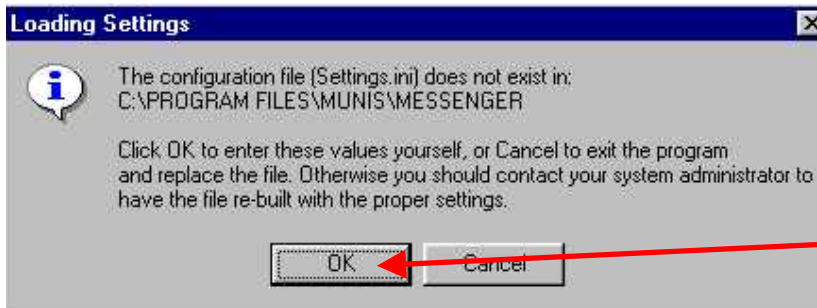 Loading Settings
The configuration file (Settings.ini) does not exist in:
C:\PROGRAM FILES\MUNIS\MESSENGER
Click OK to enter these values yourself, or Cancel to exit the program
and replace the file. Otherwise you should contact your system administrator to
have the file re-built with the proper settings.
OK Cancel